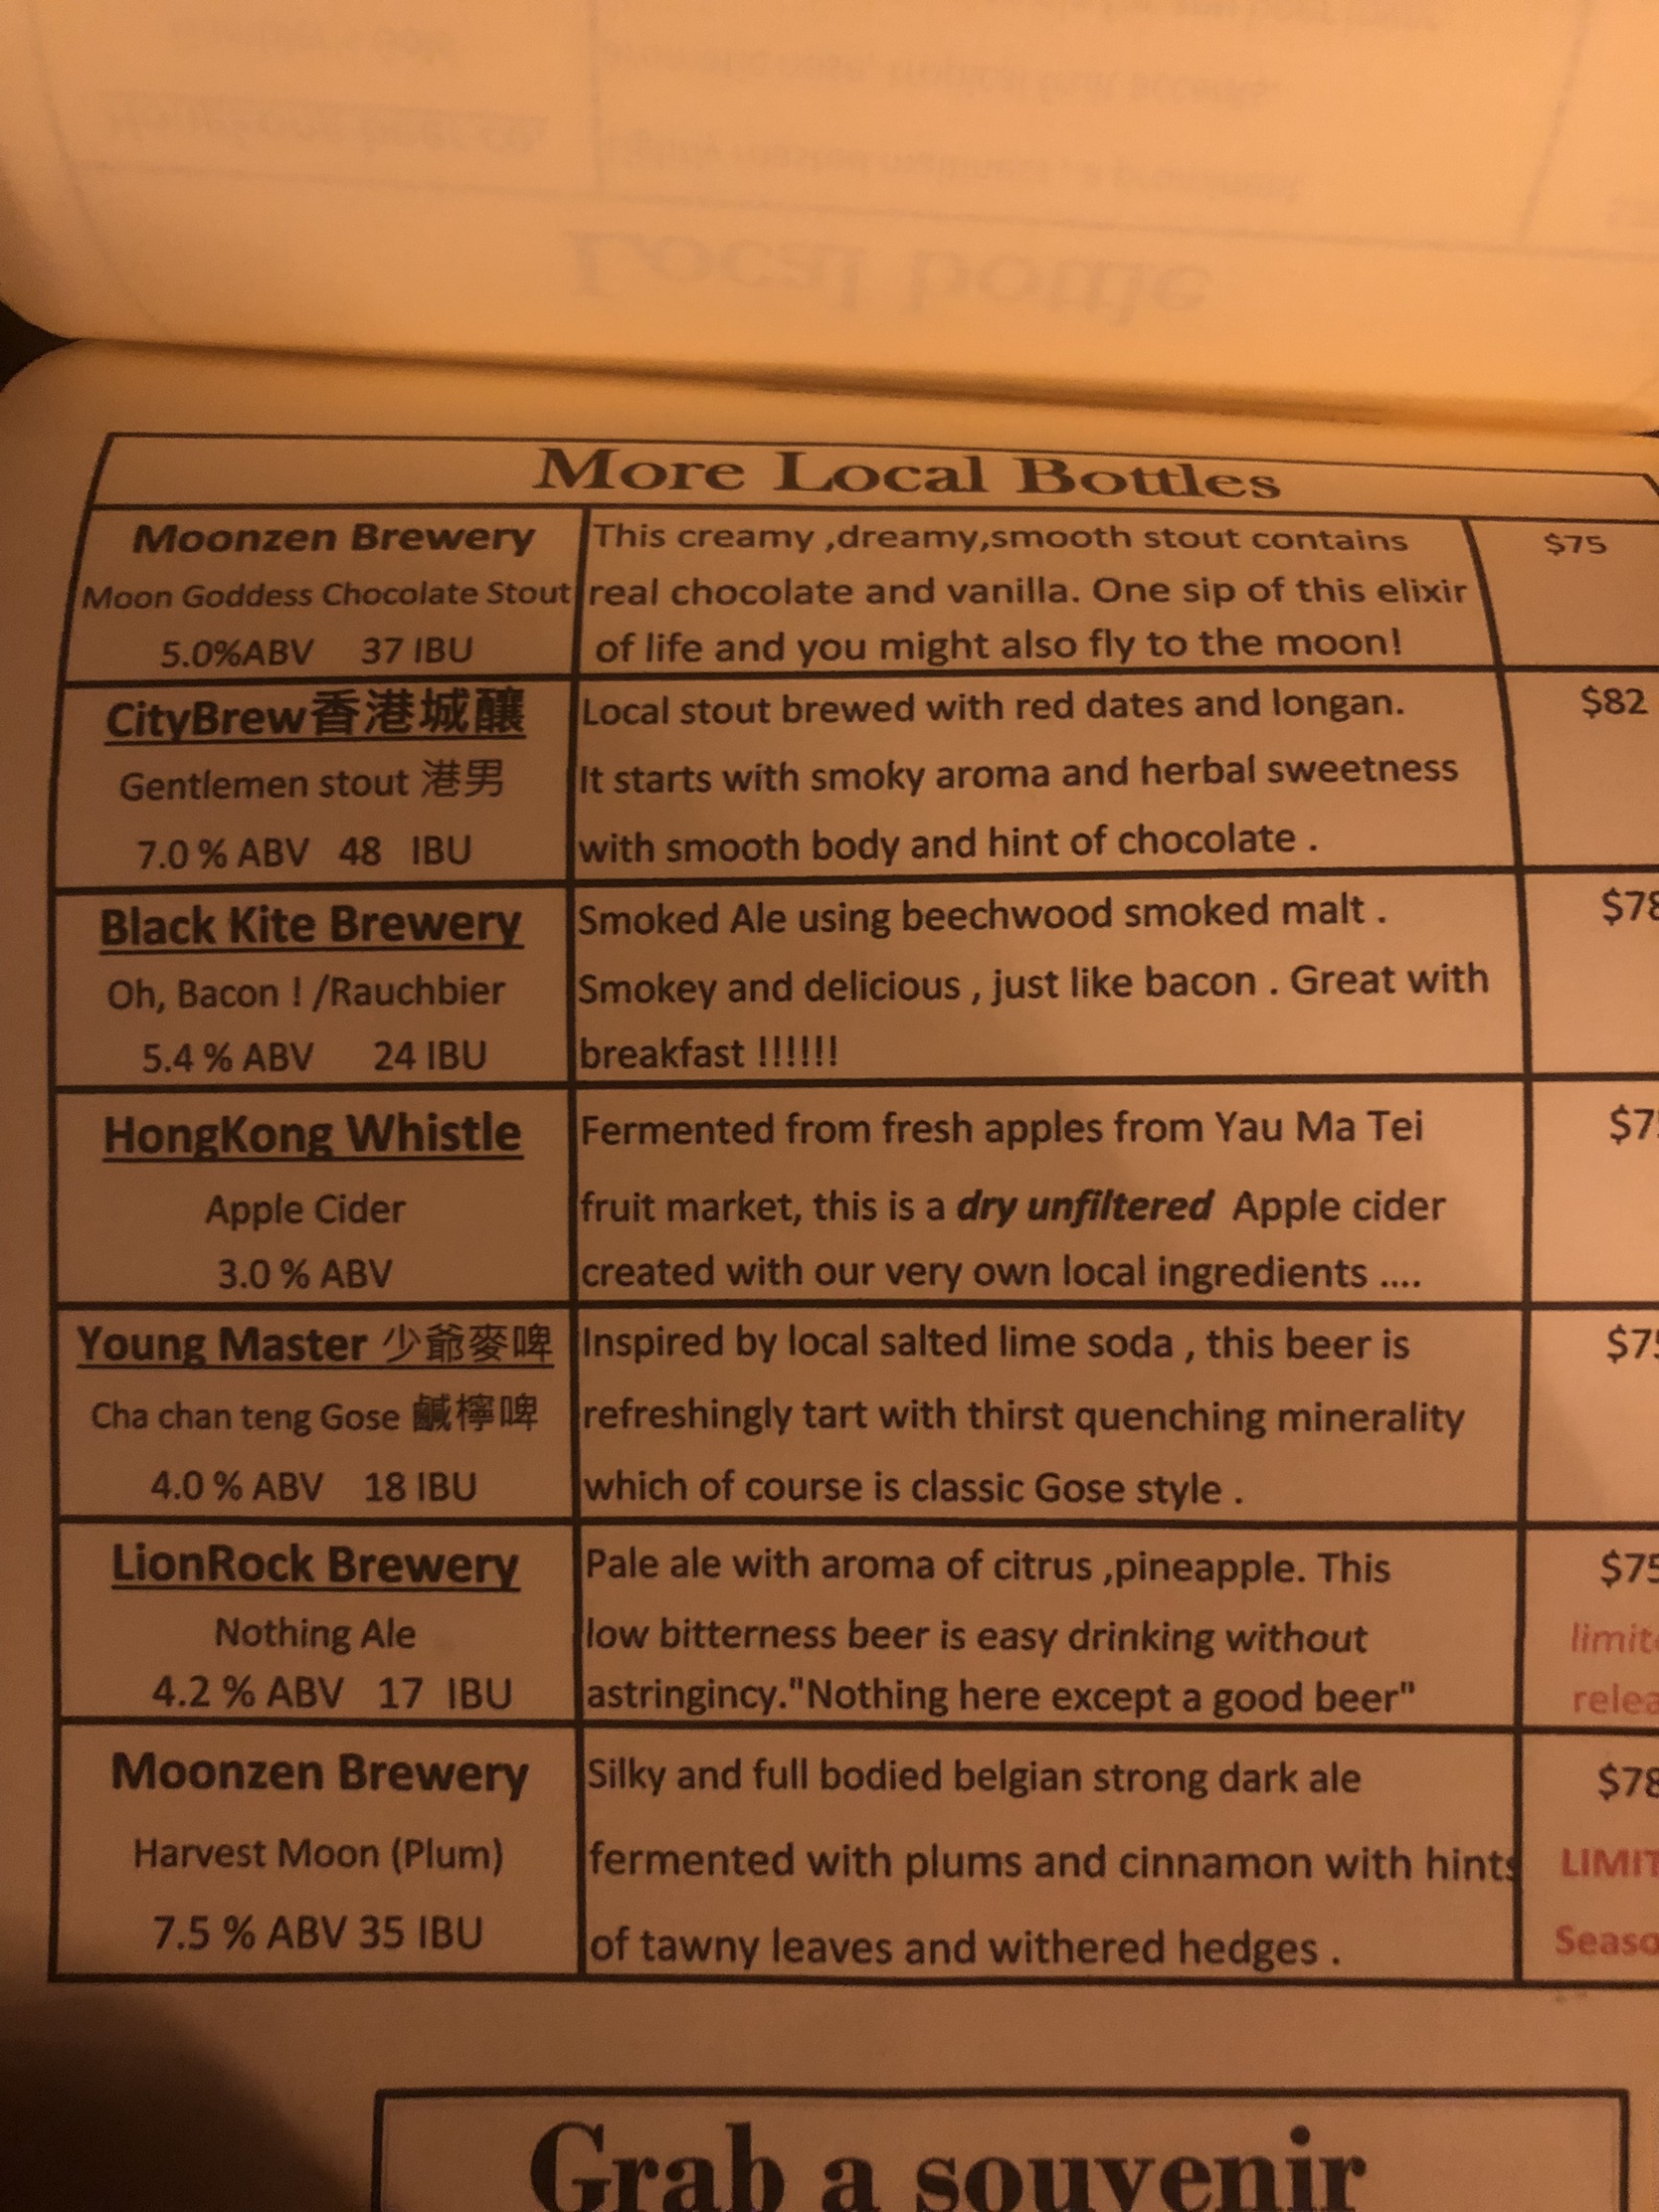 Local bottle
More Local Bottles
Moonzen Brewery
Moon Goddess Chocolate Stout
5.0%ABV 37 IBU
This creamy ,dreamy,smooth stout contains
real chocolate and vanilla. One sip of this elixir
of life and you might also fly to the moon!
$75
CityBrew香港城釀
Gentlemen stout 港男
7.0 % ABV 48 IBU
Local stout brewed with red dates and longan.
It starts with smoky aroma and herbal sweetness
with smooth body and hint of chocolate .
$82
Black Kite Brewery
Oh, Bacon ! /Rauchbier
5.4 % ABV 24 IBU
Smoked Ale using beechwood smoked malt .
Smokey and delicious , just like bacon . Great with
breakfast !!!!!!
$78
HongKong Whistle
Apple Cider
3.0 % ABV
Fermented from fresh apples from Yau Ma Tei
fruit market, this is a dry unfiltered Apple cider
created with our very own local ingredients ....
Young Master 少爺麥啤
Cha chan teng Gose 鹹檸啤
4.0 % ABV 18 IBU
Inspired by local salted lime soda , this beer is
refreshingly tart with thirst quenching minerality
which of course is classic Gose style .
$75
LionRock Brewery
Nothing Ale
4.2 % ABV 17 IBU
Pale ale with aroma of citrus ,pineapple. This
low bitterness beer is easy drinking without
astringincy."Nothing here except a good beer"
$75
limit
relea
Moonzen Brewery
Harvest Moon (Plum)
7.5 % ABV 35 IBU
Silky and full bodied belgian strong dark ale
fermented with plums and cinnamon with hints
of tawny leaves and withered hedges .
$78
LIMIT
Seaso
Grab a souvenir